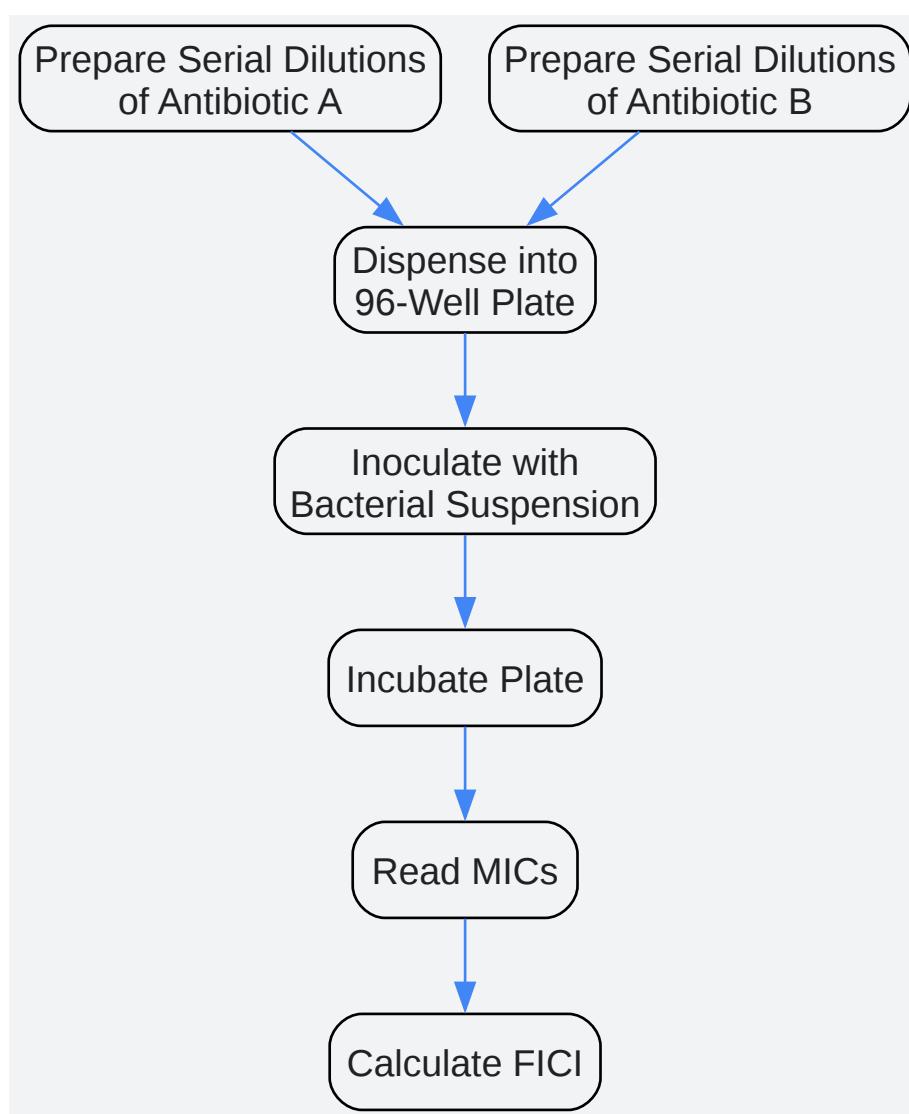 Prepare Serial Dilutions
of Antibiotic A
Prepare Serial Dilutions
of Antibiotic B
Dispense into
96-Well Plate
Inoculate with
Bacterial Suspension
Incubate Plate
Read MICs
Calculate FICI